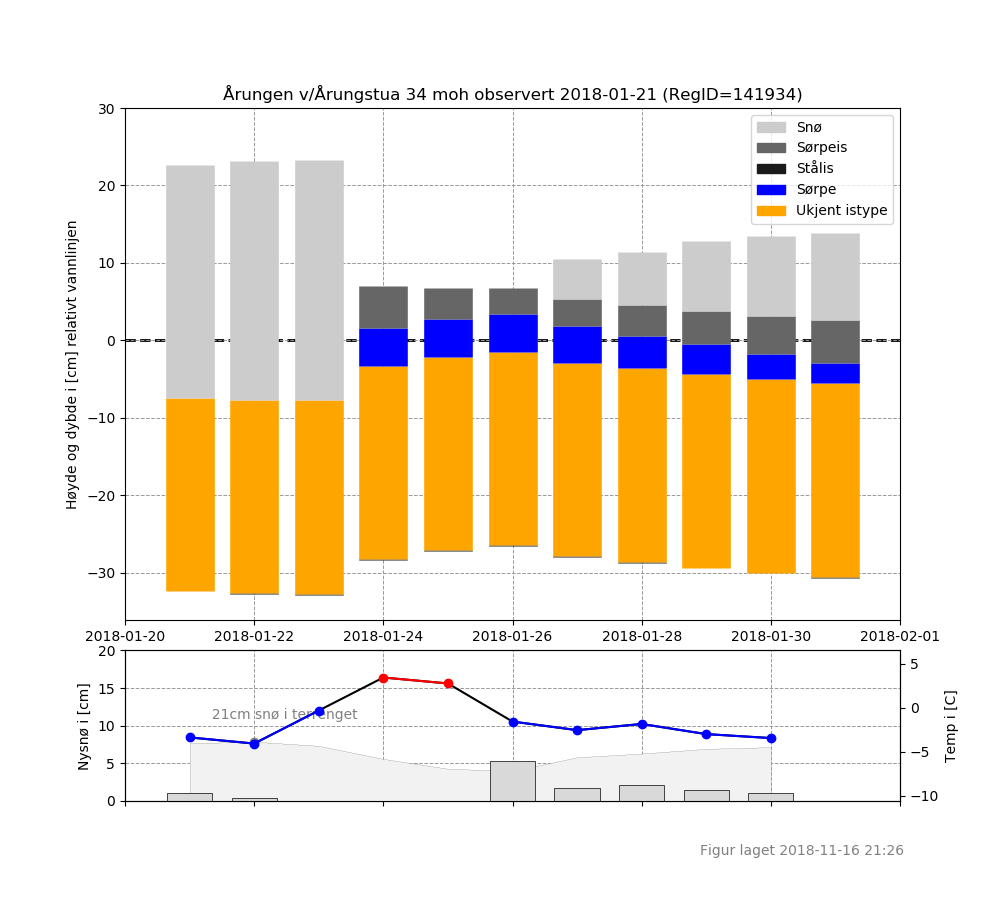 Årungen v/Årungstua 34 moh observert 2018-01-21 (RegID=141934)
Snø
Sørpeis
Stålis
Sørpe
Ukjent istype
Høyde og dybde i [cm] relativt vannlinjen
30
20
10
0
−10
−20
−30
2018-01-20 2018-01-22 2018-01-24 2018-01-26 2018-01-28 2018-01-30 2018-02-01
Nysnø i [cm]
20
15
10
5
0
21cm snø i terrenget
5
0
−5
−10
Temp i [C]
Figur laget 2018-11-16 21:26